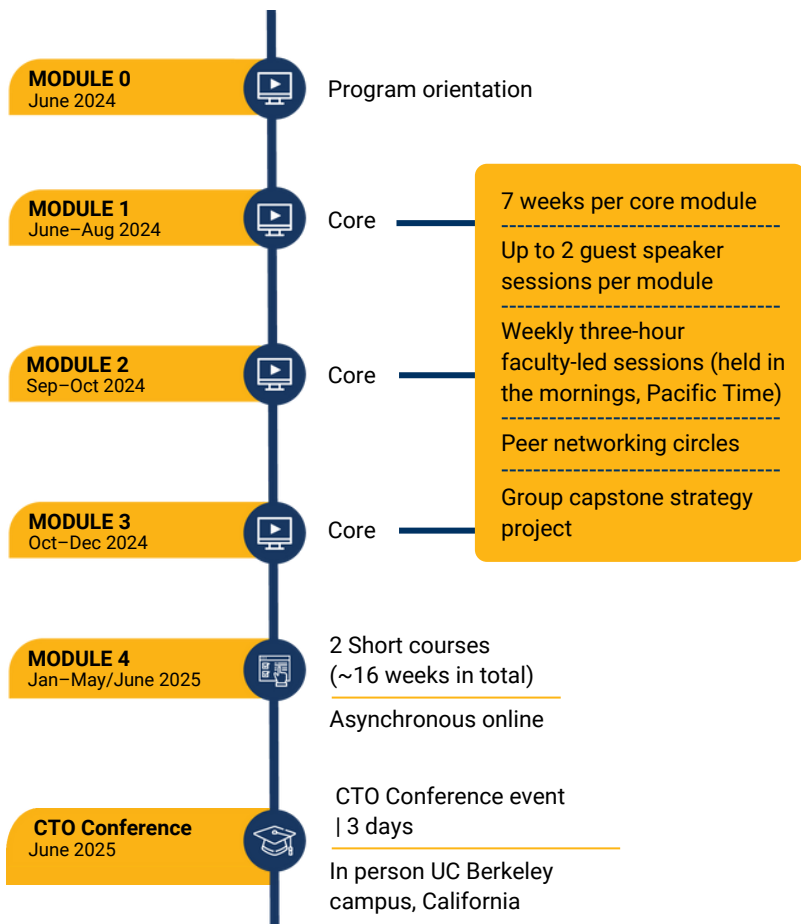 MODULE 0
June 2024
Program orientation
MODULE 1
June–Aug 2024
Core
7 weeks per core module
Up to 2 guest speaker
sessions per module
Weekly three-hour
faculty-led sessions (held in
the mornings, Pacific Time)
Peer networking circles
Group capstone strategy
project
MODULE 2
Sep–Oct 2024
Core
MODULE 3
Oct–Dec 2024
Core
MODULE 4
Jan–May/June 2025
2 Short courses
(~16 weeks in total)
Asynchronous online
CTO Conference
June 2025
CTO Conference event
| 3 days
In person UC Berkeley
campus, California